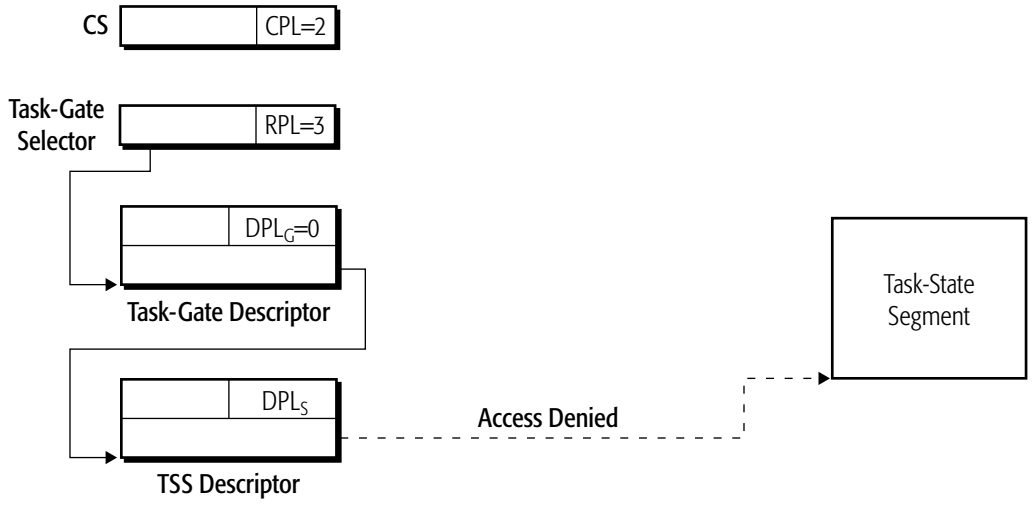 CS
CPL=2
Task-Gate
Selector
RPL=3
DPLG=0
Task-Gate Descriptor
Task-State
Segment
DPLS
Access Denied
TSS Descriptor